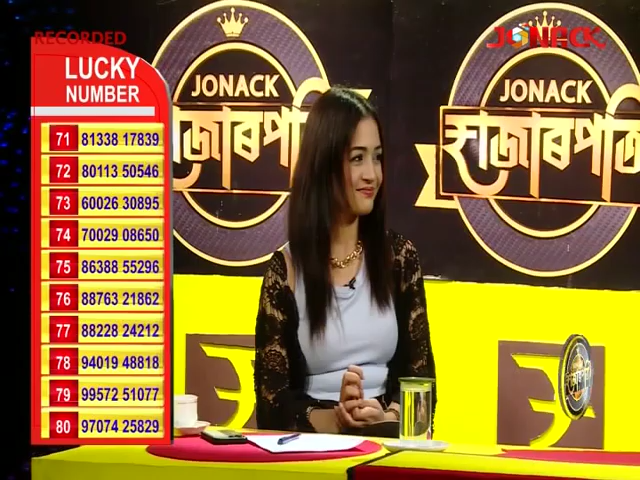 RECORDED
JONACK
LUCKY
NUMBER
71 81338 17839
72 80113 50546
73 60026 30895
74 70029 08650
75 86388 55296
76 88763 21862
77 88228 24212
78 94019 48818
79 99572 51077
80 97074 25829
JONACK
JONACK
হাজাৰপতি